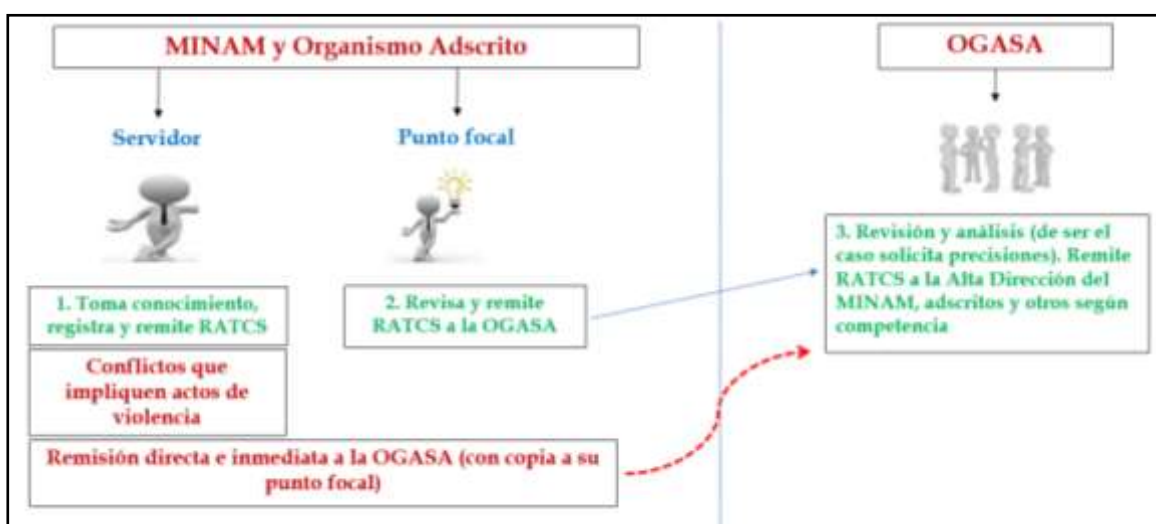 MINAM y Organismo Adscrito
OGASA
Servidor
Punto focal
1. Toma conocimiento,
registra y remite RATCS
2. Revisa y remite
RATCS a la OGASA
3. Revisión y análisis (de ser el
caso solicita precisiones). Remite
RATCS a la Alta Dirección del
MINAM, adscritos y otros según
competencia
Conflictos que
impliquen actos de
violencia
Remisión directa e inmediata a la OGASA (con copia a su
punto focal)